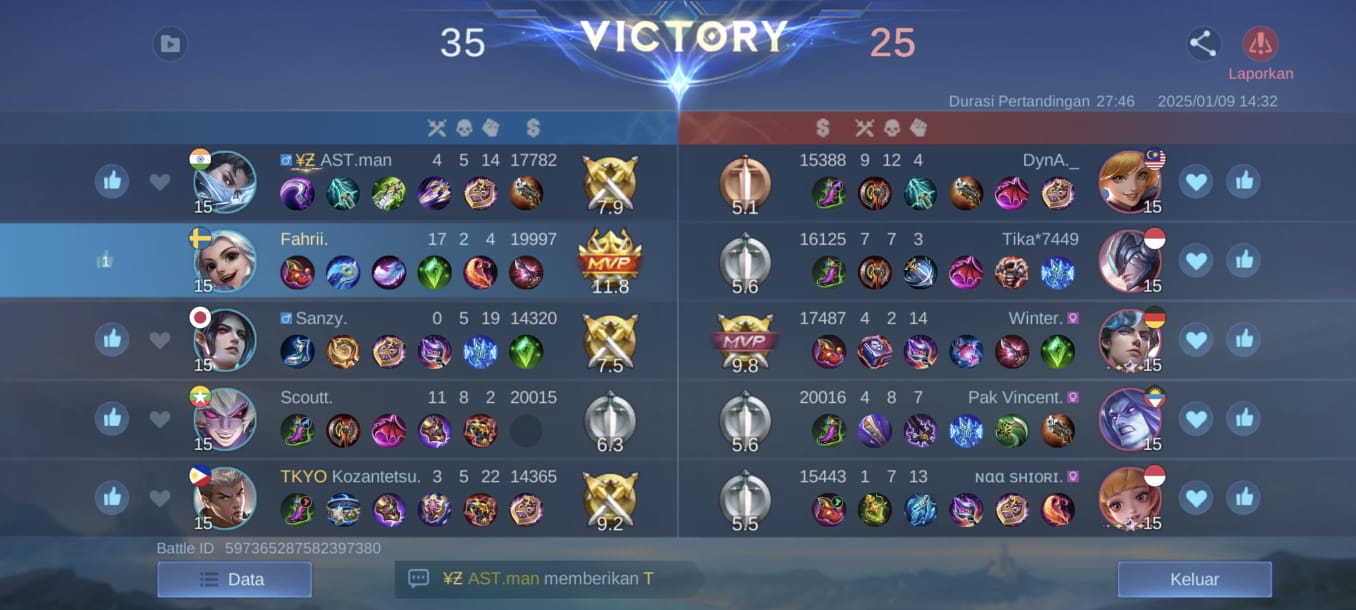 35 VICTORY 25
Laporkan
Durasi Pertandingan 27:46 2025/01/09 14:32
¥Ƶ AST.man 4 5 14 17782
15 7.9
15388 9 12 4 DynA._
5.1 15
1 Fahrii. 17 2 4 19997
15 MVP 11.8
16125 7 7 3 Tika*7449
5.6 15
Sanzy. 0 5 19 14320
15 7.5
17487 4 2 14 Winter.
MVP 9.8 15
Scoutt. 11 8 2 20015
15 6.3
20016 4 8 7 Pak Vincent.
5.6 15
TKYO Kozantetsu. 3 5 22 14365
15 9.2
15443 1 7 13 ɴαα sʜɪoʀɪ.
5.5 15
Battle ID 597365287582397380
Data
¥Ƶ AST.man memberikan T
Keluar